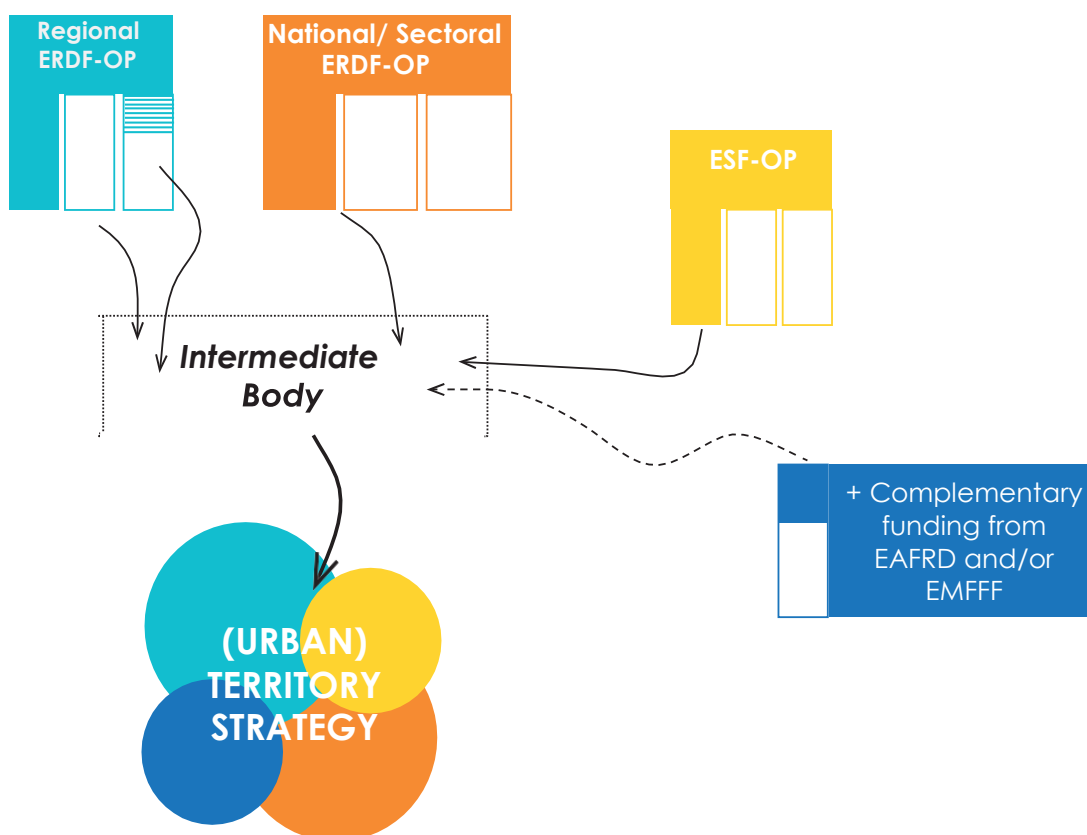 Regional
ERDF-OP
National/ Sectoral
ERDF-OP
ESF-OP
Intermediate
Body
+ Complementary
funding from
EAFRD and/or
EMFFF
(URBAN)
TERRITORY
STRATEGY